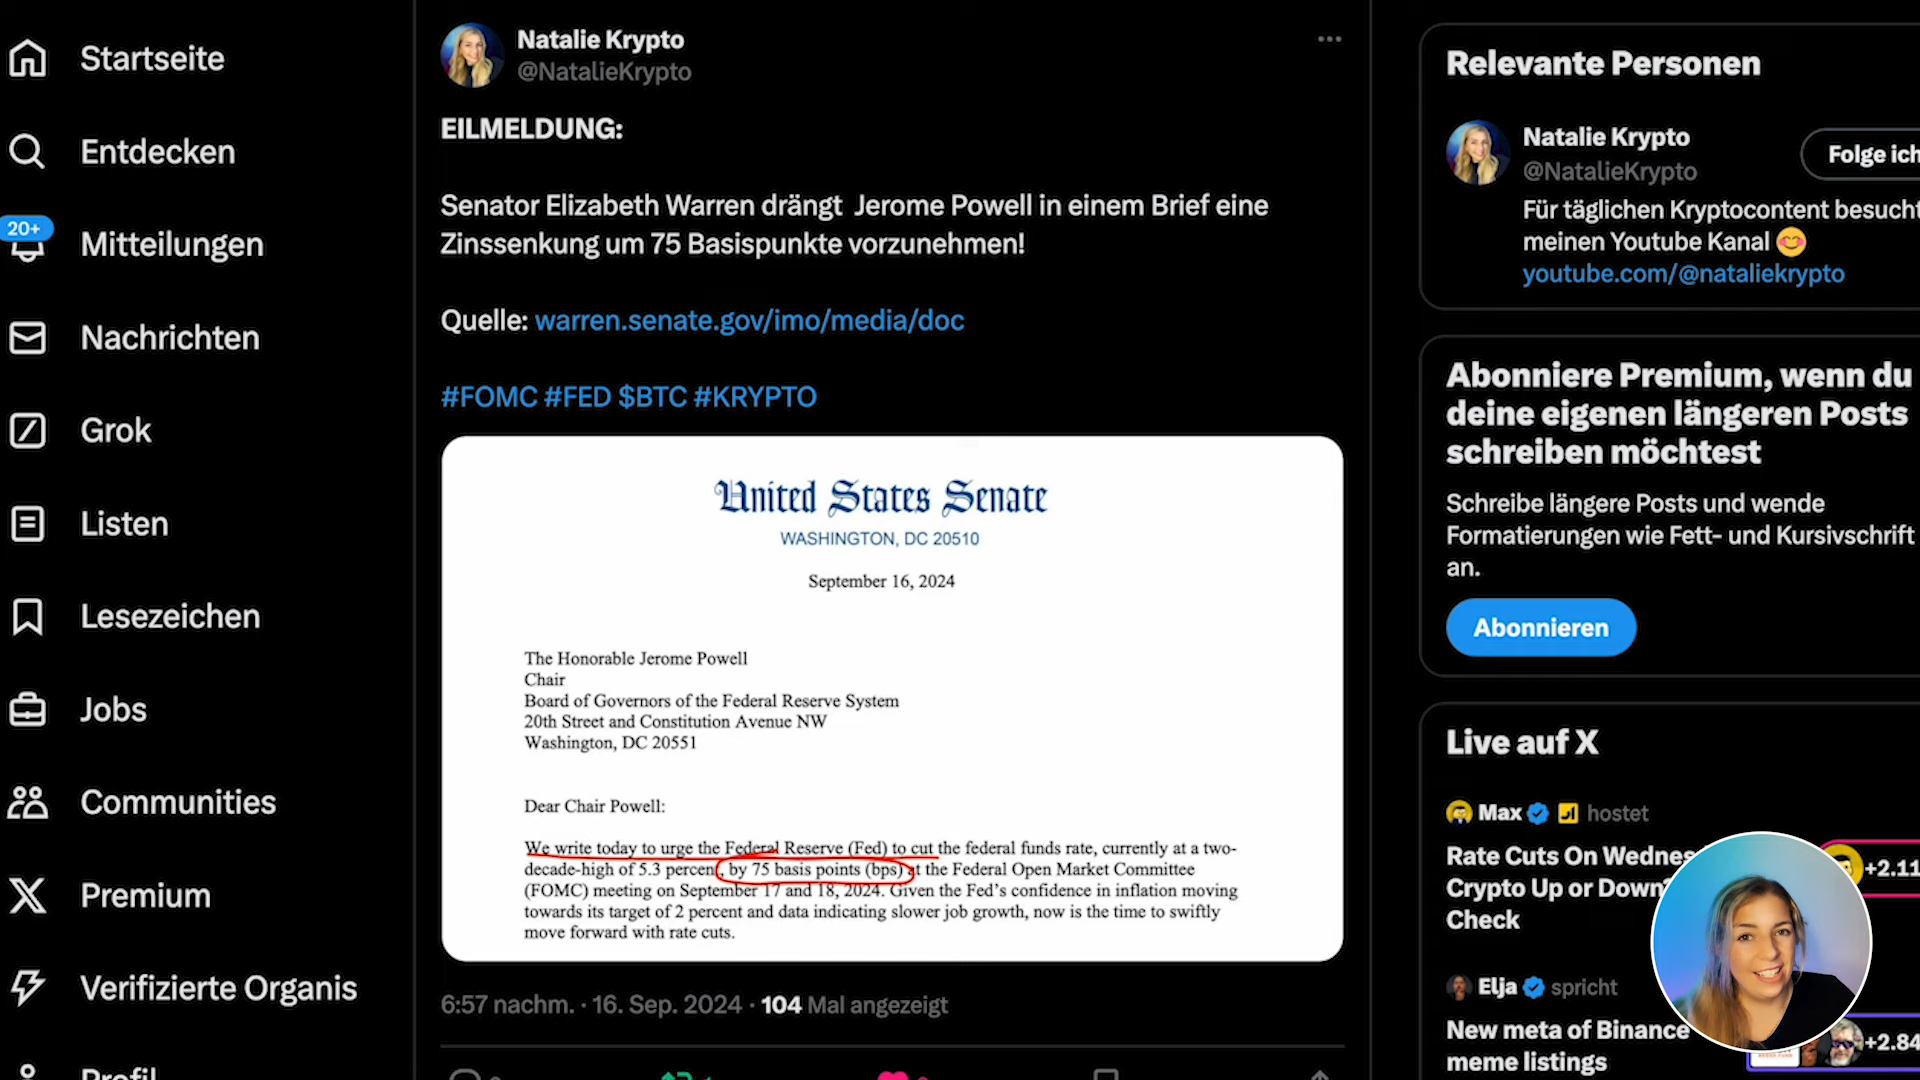 Startseite
Entdecken
20+
Mitteilungen
Nachrichten
Grok
Listen
Lesezeichen
Jobs
Communities
Premium
Verifizierte Organis
Profil
Natalie Krypto
@NatalieKrypto
EILMELDUNG:
Senator Elizabeth Warren drängt Jerome Powell in einem Brief eine
Zinssenkung um 75 Basispunkte vorzunehmen!
Quelle: warren.senate.gov/imo/media/doc
#FOMC #FED $BTC #KRYPTO
United States Senate
WASHINGTON, DC 20510
September 16, 2024
The Honorable Jerome Powell
Chair
Board of Governors of the Federal Reserve System
20th Street and Constitution Avenue NW
Washington, DC 20551
Dear Chair Powell:
We write today to urge the Federal Reserve (Fed) to cut the federal funds rate, currently at a two-
decade-high of 5.3 percent, by 75 basis points (bps) at the Federal Open Market Committee
(FOMC) meeting on September 17 and 18, 2024. Given the Fed's confidence in inflation moving
towards its target of 2 percent and data indicating slower job growth, now is the time to swiftly
move forward with rate cuts.
6:57 nachm. · 16. Sep. 2024 · 104 Mal angezeigt
Relevante Personen
Natalie Krypto
@NatalieKrypto
Folge ich
Für täglichen Kryptocontent besucht
meinen Youtube Kanal 😊
youtube.com/@nataliekrypto
Abonniere Premium, wenn du
deine eigenen längeren Posts
schreiben möchtest
Schreibe längere Posts und wende
Formatierungen wie Fett- und Kursivschrift
an.
Abonnieren
Live auf X
Max hostet
Rate Cuts On Wednes
Crypto Up or Down?
Check
+2.11
Elja spricht
New meta of Binance
meme listings
+2.84